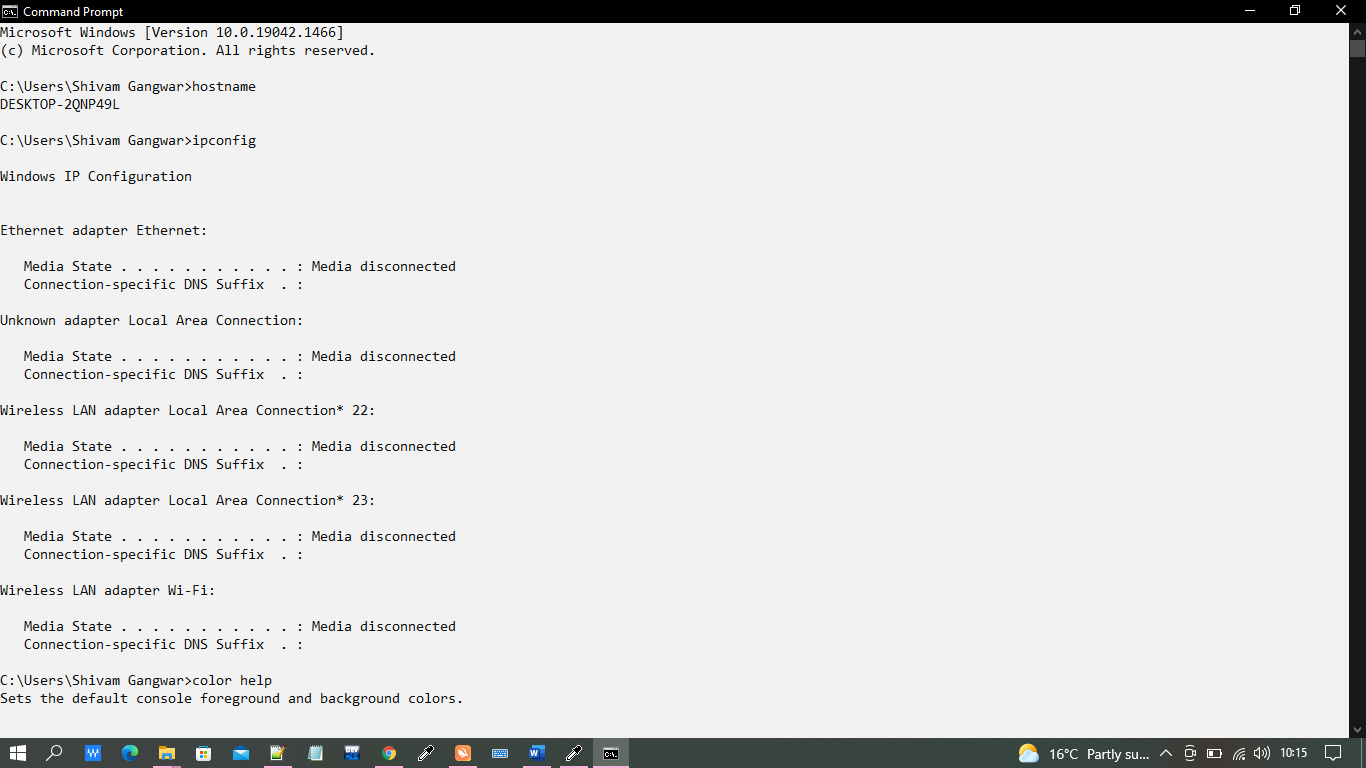 Command Prompt
Microsoft Windows [Version 10.0.19042.1466]
(c) Microsoft Corporation. All rights reserved.
C:\Users\Shivam Gangwar>hostname
DESKTOP-2QNP49L
C:\Users\Shivam Gangwar>ipconfig
Windows IP Configuration
Ethernet adapter Ethernet:
Media State . . . . . . . . . . . : Media disconnected
Connection-specific DNS Suffix  . :
Unknown adapter Local Area Connection:
Media State . . . . . . . . . . . : Media disconnected
Connection-specific DNS Suffix  . :
Wireless LAN adapter Local Area Connection* 22:
Media State . . . . . . . . . . . : Media disconnected
Connection-specific DNS Suffix  . :
Wireless LAN adapter Local Area Connection* 23:
Media State . . . . . . . . . . . : Media disconnected
Connection-specific DNS Suffix  . :
Wireless LAN adapter Wi-Fi:
Media State . . . . . . . . . . . : Media disconnected
Connection-specific DNS Suffix  . :
C:\Users\Shivam Gangwar>color help
Sets the default console foreground and background colors.
16°C Partly su... 10:15